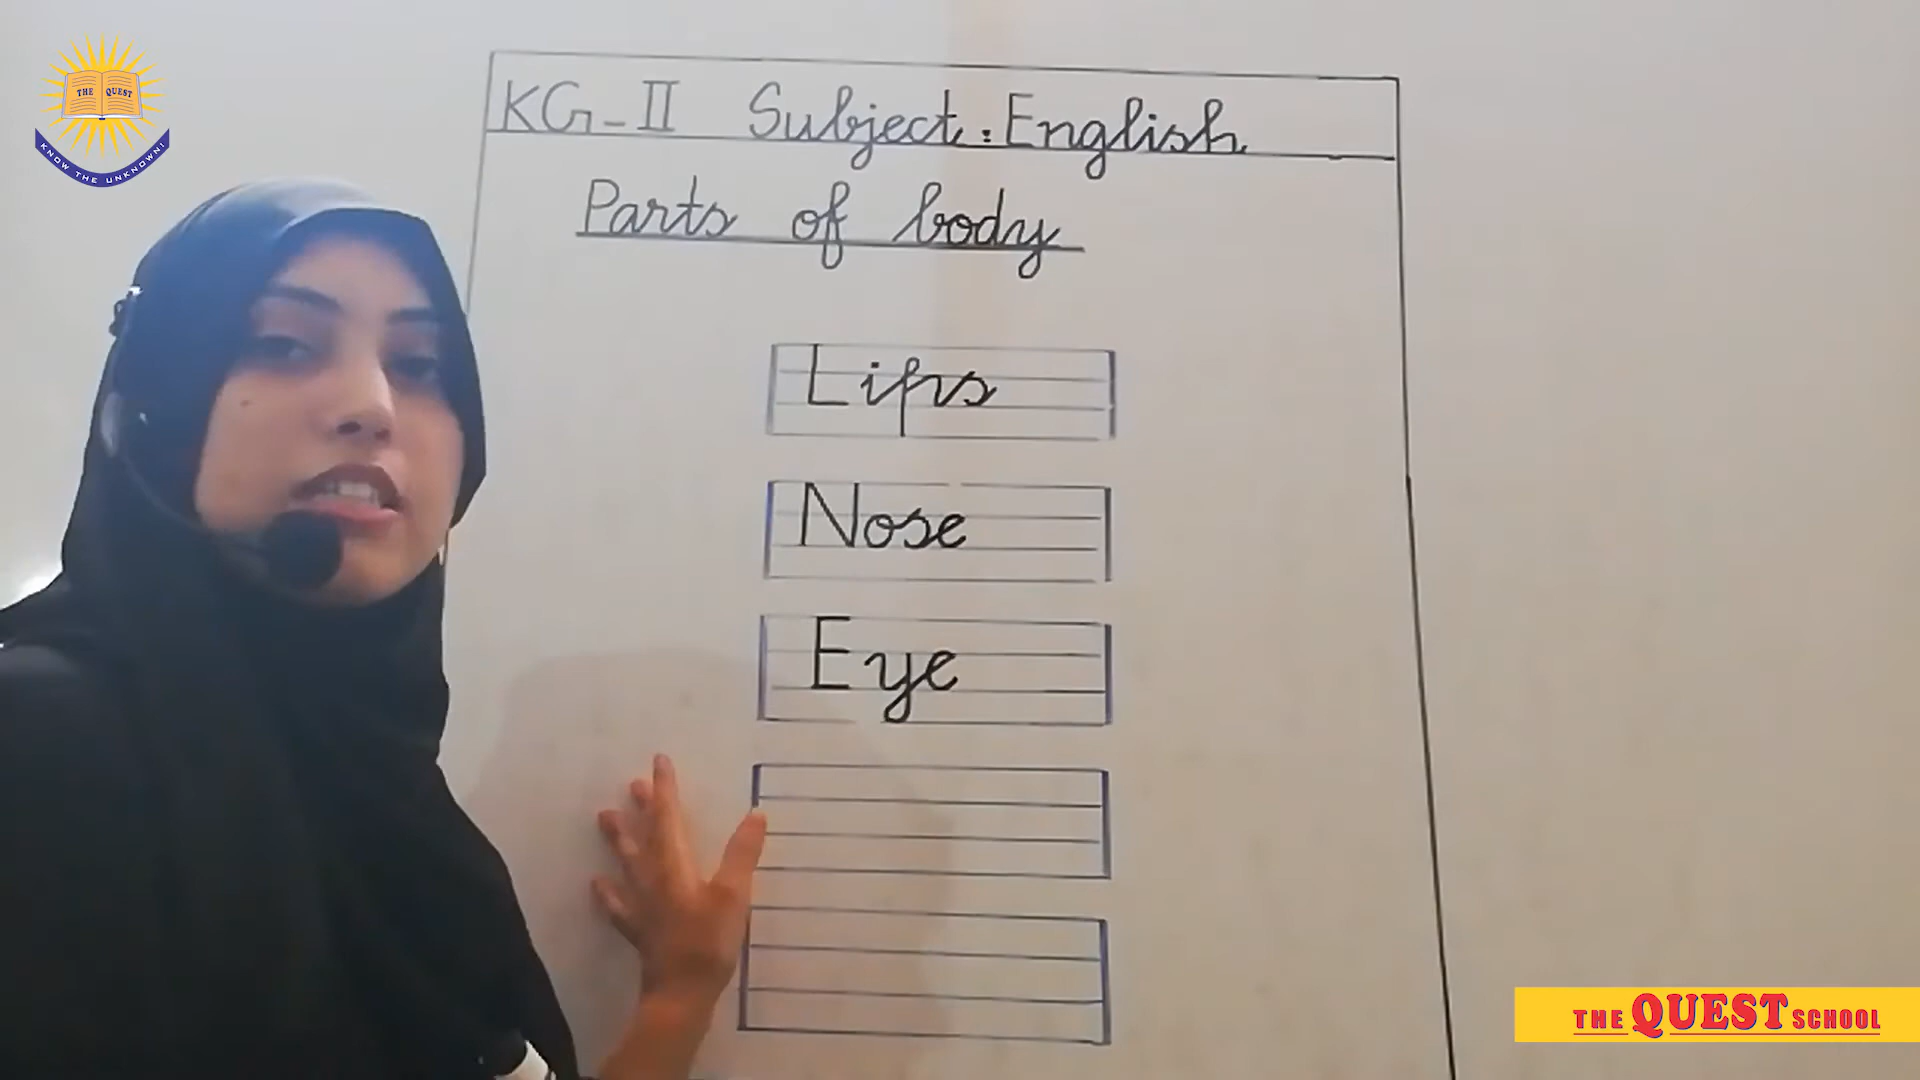 THE QUEST
KNOW THE UNKNOWN!
KG-II Subject: English
Parts of body
Lips
Nose
Eye
THE QUEST SCHOOL